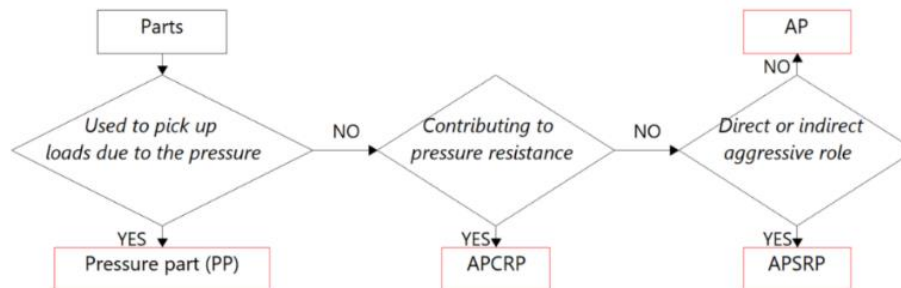 Parts
AP
NO
Used to pick up
loads due to the pressure
NO
Contributing to
pressure resistance
NO
Direct or indirect
aggressive role
YES
YES
YES
Pressure part (PP)
APCRP
APSRP